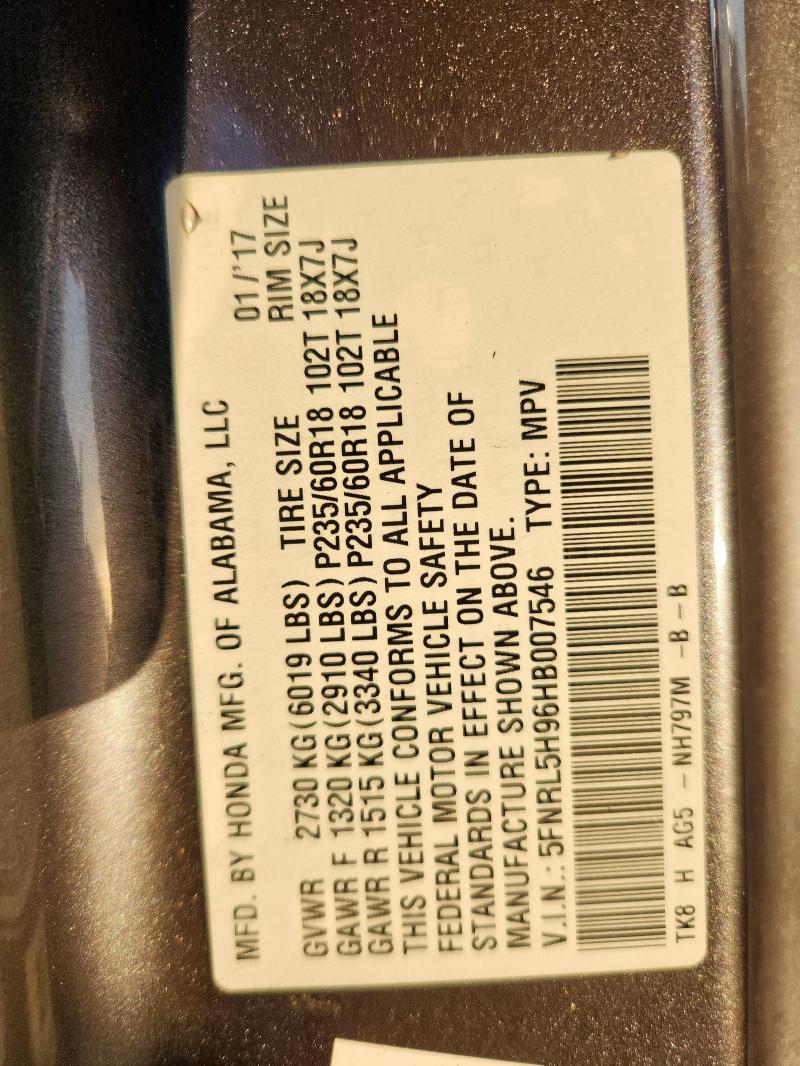 MFD. BY HONDA MFG. OF ALABAMA, LLC 01/'17
GVWR 2730 KG(6019 LBS) TIRE SIZE RIM SIZE
GAWR F 1320 KG(2910 LBS)P235/60R18 102T 18X7J
GAWR R 1515 KG(3340 LBS)P235/60R18 102T 18X7J
THIS VEHICLE CONFORMS TO ALL APPLICABLE
FEDERAL MOTOR VEHICLE SAFETY
STANDARDS IN EFFECT ON THE DATE OF
MANUFACTURE SHOWN ABOVE.
V.I.N.: 5FNRL5H96HB007546 TYPE: MPV
TK8 H AG5 - NH797M -B-B